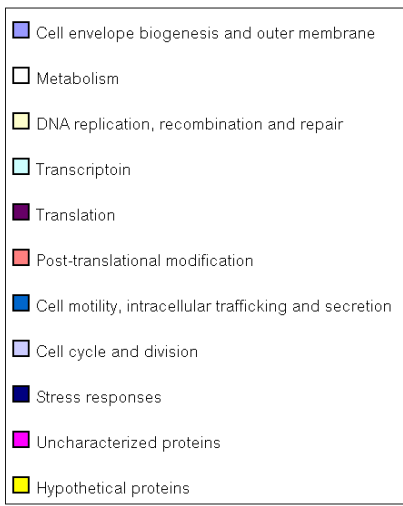 Cell envelope biogenesis and outer membrane
Metabolism
DNA replication, recombination and repair
Transcriptoin
Translation
Post-translational modification
Cell motility, intracellular trafficking and secretion
Cell cycle and division
Stress responses
Uncharacterized proteins
Hypothetical proteins